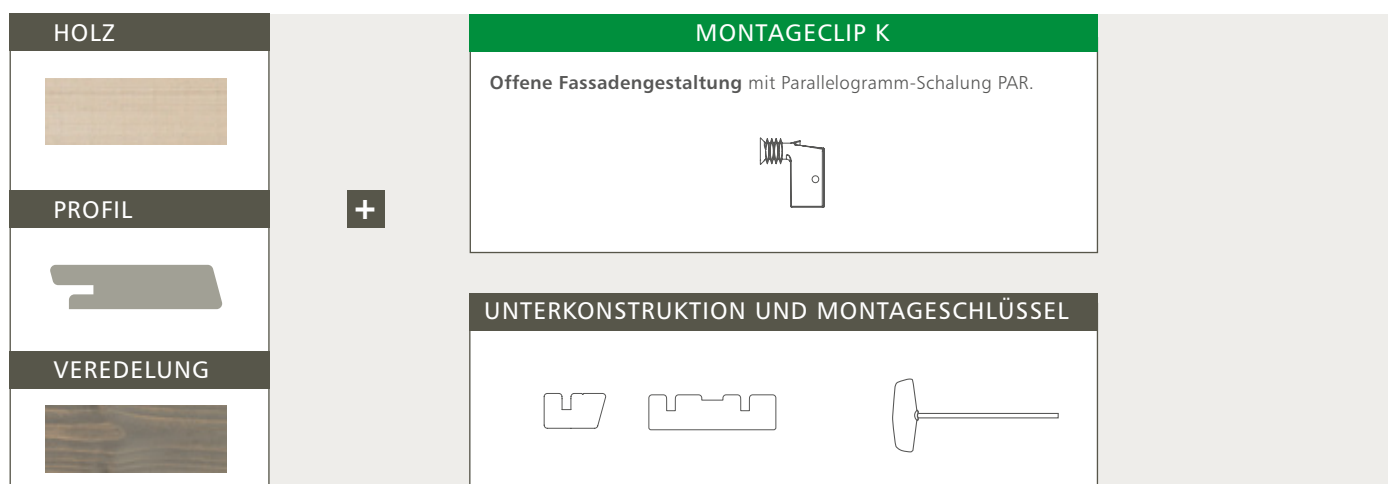 HOLZ
PROFIL
VEREDELUNG
+
MONTAGECLIP K
Offene Fassadengestaltung mit Parallelogramm-Schalung PAR.
UNTERKONSTRUKTION UND MONTAGESCHLÜSSEL